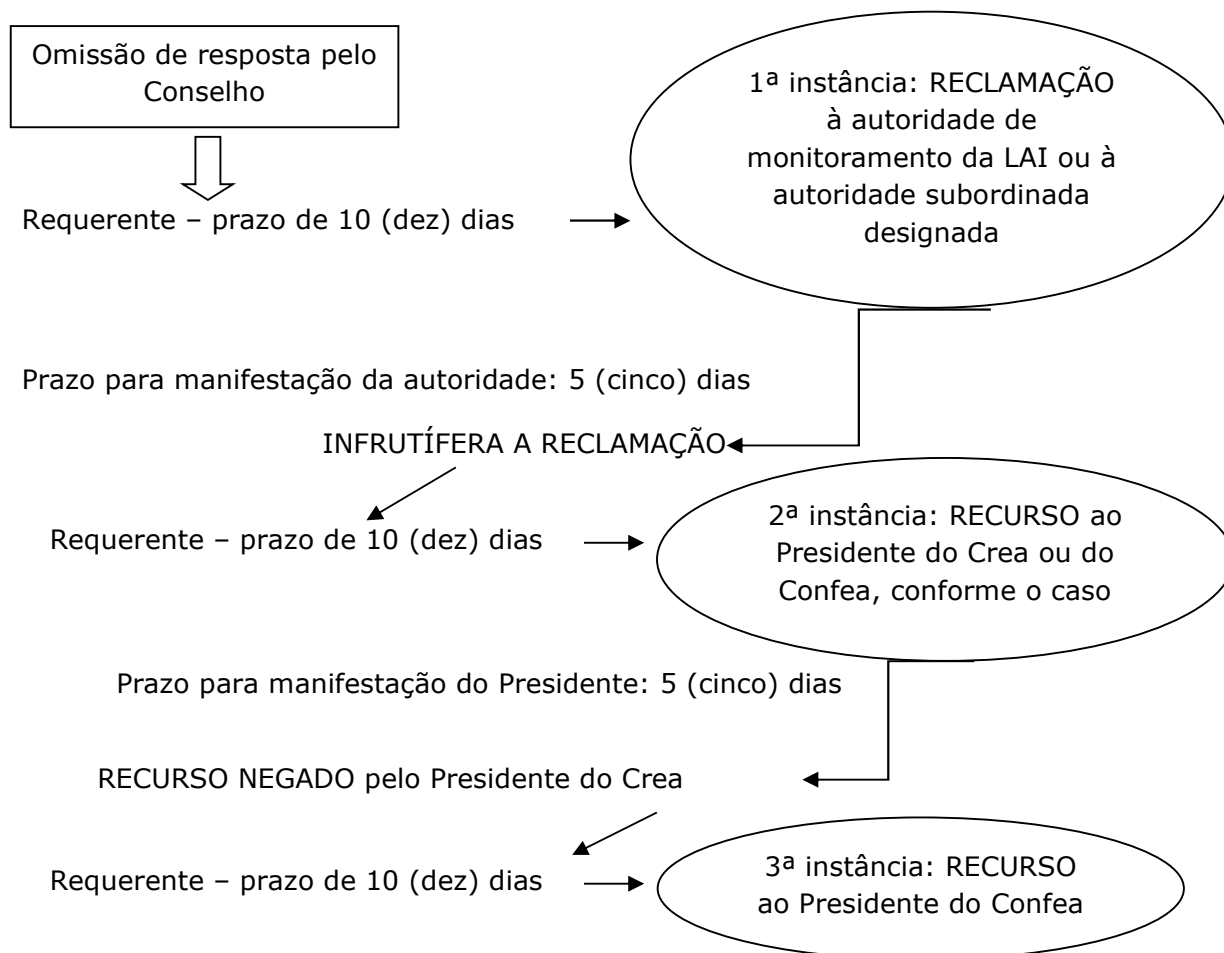 Omissão de resposta pelo
Conselho
1ª instância: RECLAMAÇÃO
à autoridade de
monitoramento da LAI ou à
autoridade subordinada
designada
Requerente – prazo de 10 (dez) dias
Prazo para manifestação da autoridade: 5 (cinco) dias
INFRUTÍFERA A RECLAMAÇÃO
Requerente – prazo de 10 (dez) dias
2ª instância: RECURSO ao
Presidente do Crea ou do
Confea, conforme o caso
Prazo para manifestação do Presidente: 5 (cinco) dias
RECURSO NEGADO pelo Presidente do Crea
Requerente – prazo de 10 (dez) dias
3ª instância: RECURSO
ao Presidente do Confea